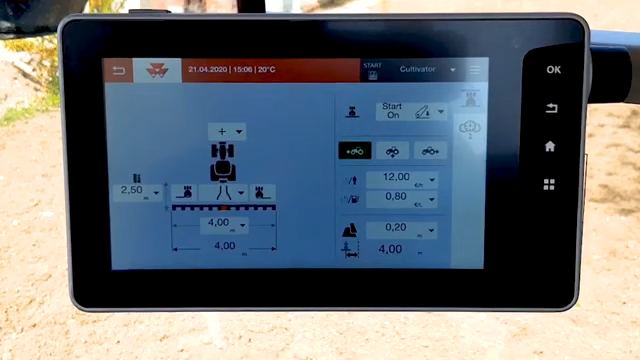 21.04.2020 | 15:06 | 20°C
START
Cultivator
OK
Start
On
+
2,50
m
4,00
m
4,00
m
12,00
€/h
0,80
€/L
0,20
m
4,00
m
2